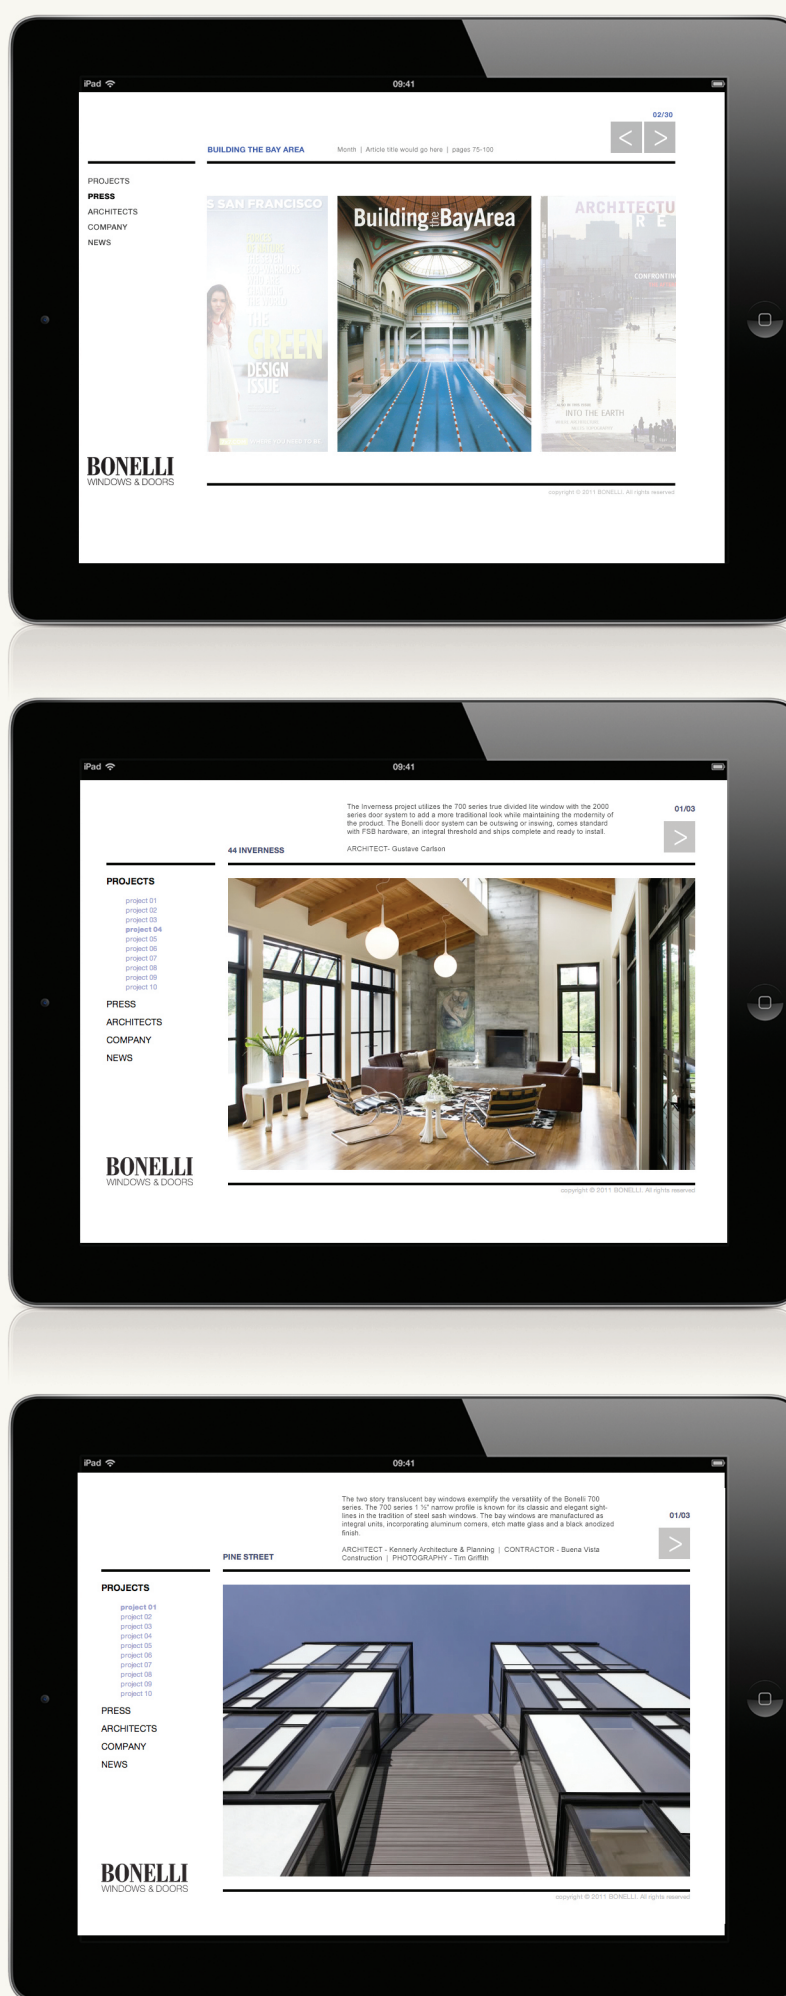 iPad
09:41
02/30
BUILDING THE BAY AREA
Month | Article title would go here | pages 75-100
PROJECTS
PRESS
ARCHITECTS
COMPANY
NEWS
S SAN FRANCISCO
THE
GREEN
DESIGN
ISSUE
Building the BayArea
ARCHITECTU
R E
CONFRONTIN
INTO THE EARTH
BONELLI
WINDOWS & DOORS
copyright © 2011 BONELLI. All rights reserved
iPad
09:41
The Inverness project utilizes the 700 series true divided lite window with the 2000
series door system to add a more traditional look while maintaining the modernity of
the product. The Bonelli door system can be outswing or inswing, comes standard
with FSB hardware, an integral threshold and ships complete and ready to install.
ARCHITECT- Gustave Carlson
01/03
44 INVERNESS
PROJECTS
project 01
project 02
project 03
project 04
project 05
project 06
project 07
project 08
project 09
project 10
PRESS
ARCHITECTS
COMPANY
NEWS
BONELLI
WINDOWS & DOORS
copyright © 2011 BONELLI. All rights reserved
iPad
09:41
The two story translucent bay windows exemplify the versatility of the Bonelli 700
series. The 700 series 1 ½" narrow profile is known for its classic and elegant sight-
lines in the tradition of steel sash windows. The bay windows are manufactured as
integral units, incorporating aluminum corners, etch matte glass and a black anodized
finish.
ARCHITECT - Kennerly Architecture & Planning | CONTRACTOR - Buena Vista
Construction | PHOTOGRAPHY - Tim Griffith
01/03
PINE STREET
PROJECTS
project 01
project 02
project 03
project 04
project 05
project 06
project 07
project 08
project 09
project 10
PRESS
ARCHITECTS
COMPANY
NEWS
BONELLI
WINDOWS & DOORS
copyright © 2011 BONELLI. All rights reserved